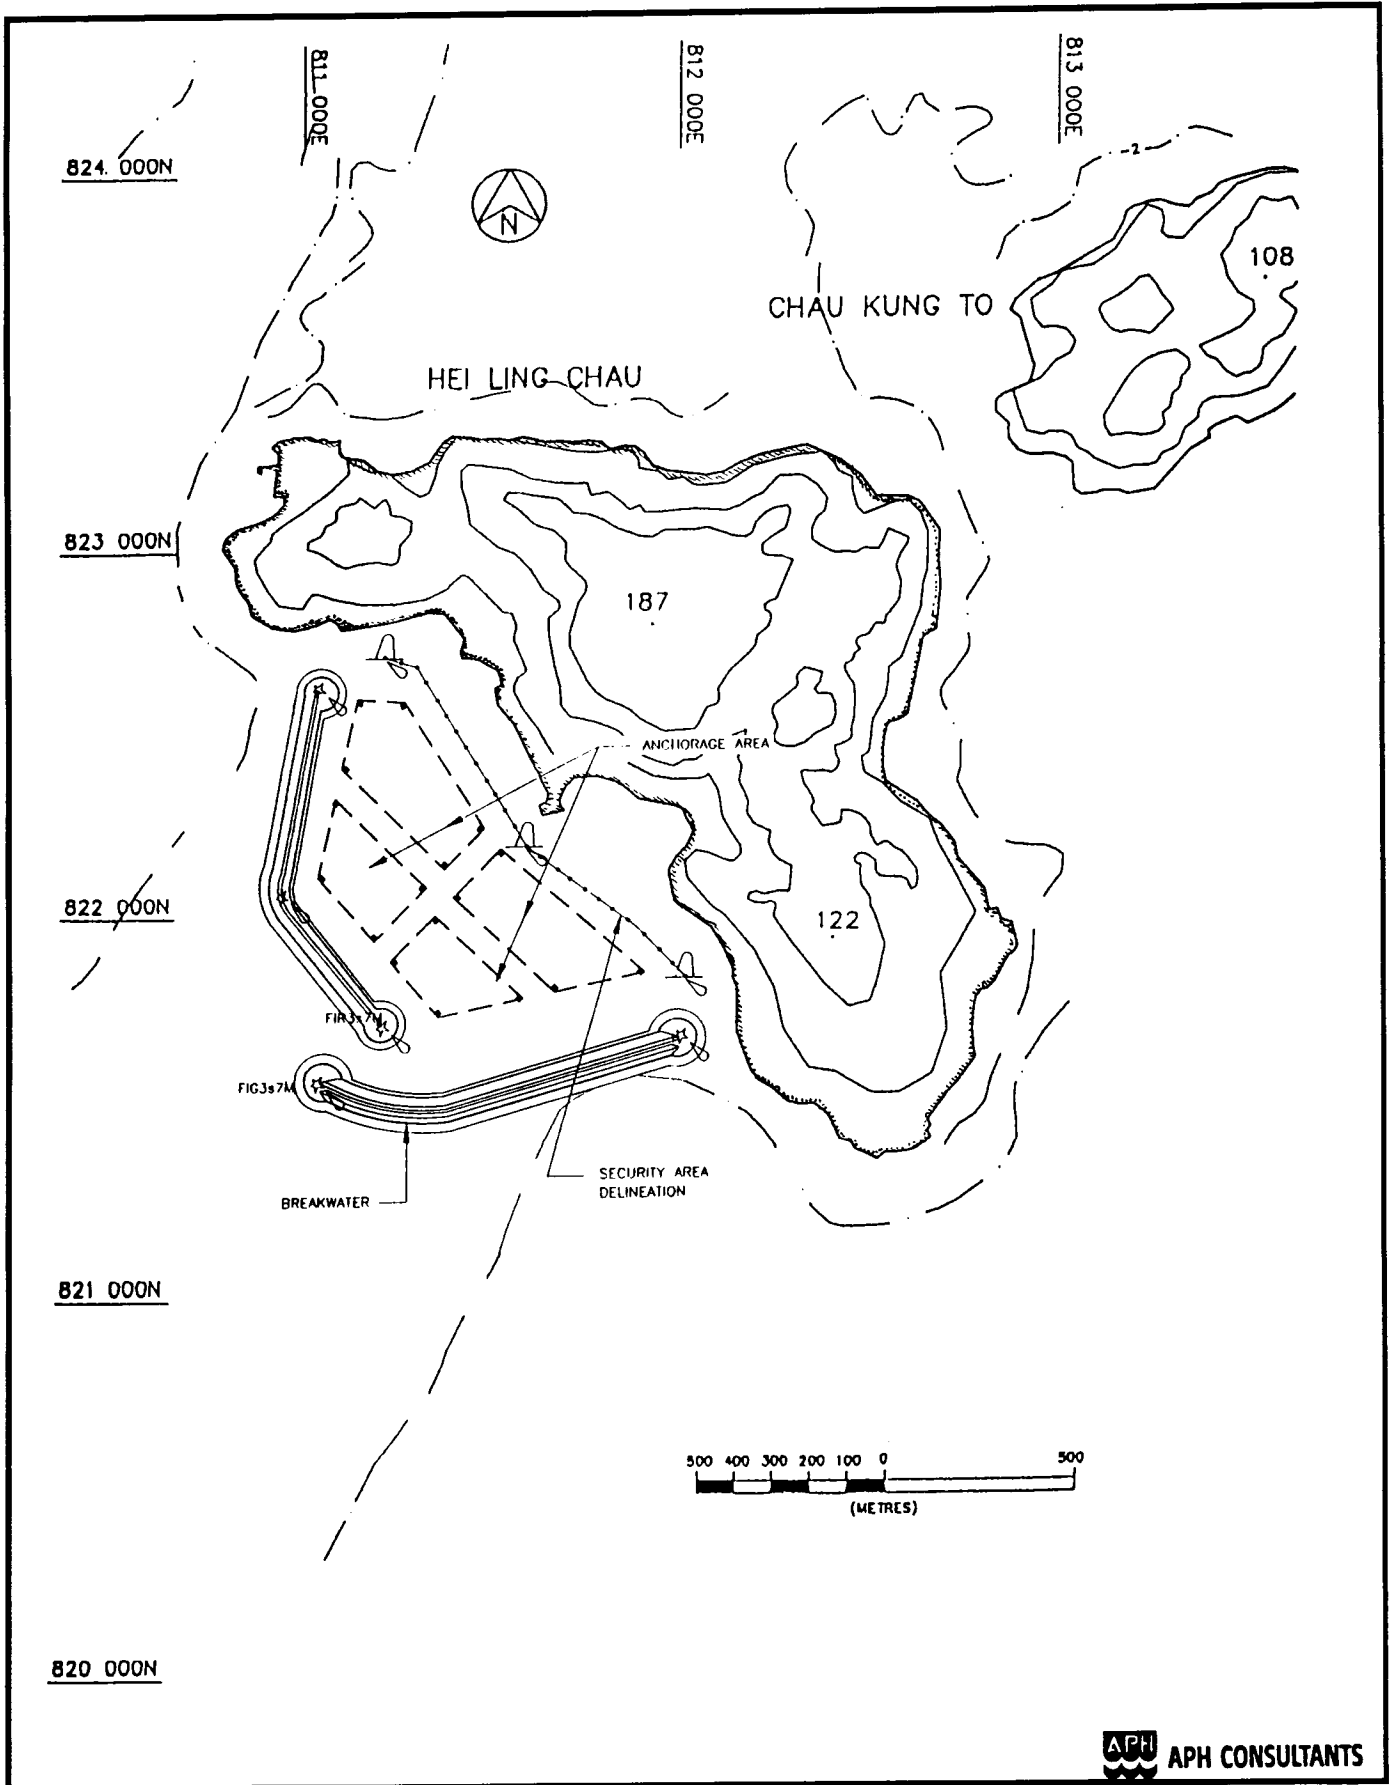 811 000E
812 000E
813 000E
824. 000N
-2-
N
108
CHAU KUNG TO
HEI LING CHAU
823 000N
187
ANCHORAGE AREA
822 000N
122
FIR3s7M
FIG3s7M
SECURITY AREA
DELINEATION
BREAKWATER
821 000N
500 400 300 200 100 0 500
(METRES)
820 000N
APH APH CONSULTANTS